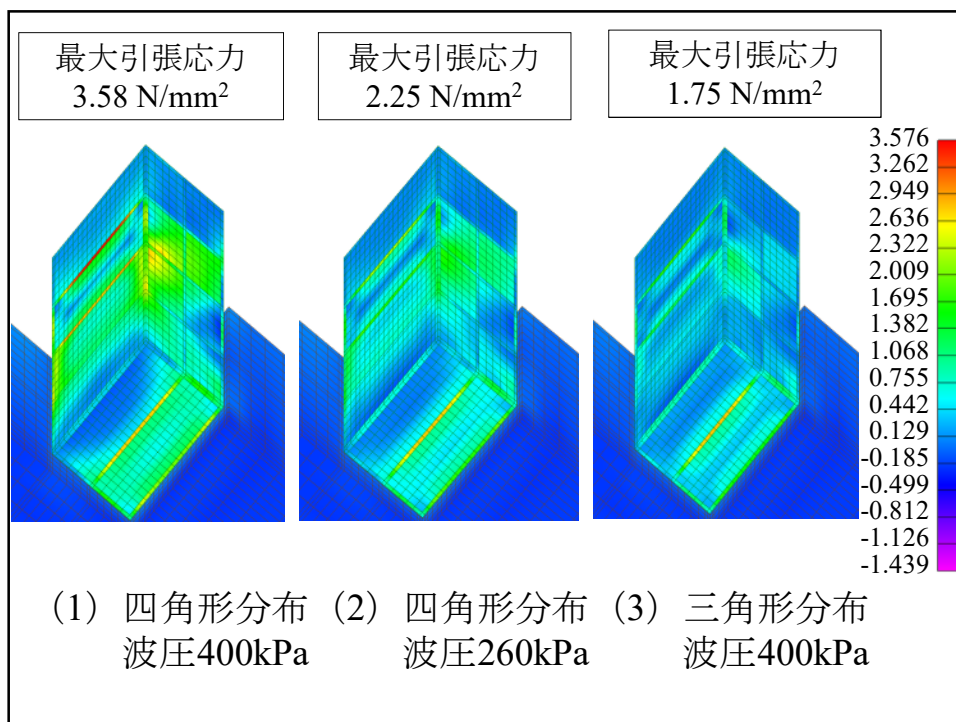 最大引張応力
3.58 N/mm²
最大引張応力
2.25 N/mm²
最大引張応力
1.75 N/mm²
3.576
3.262
2.949
2.636
2.322
2.009
1.695
1.382
1.068
0.755
0.442
0.129
-0.185
-0.499
-0.812
-1.126
-1.439
(1) 四角形分布
波圧400kPa
(2) 四角形分布
波圧260kPa
(3) 三角形分布
波圧400kPa